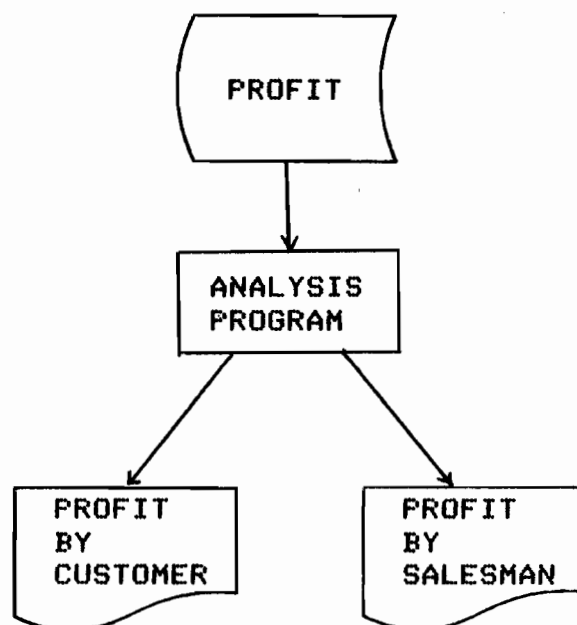 PROFIT
ANALYSIS
PROGRAM
PROFIT
BY
CUSTOMER
PROFIT
BY
SALESMAN